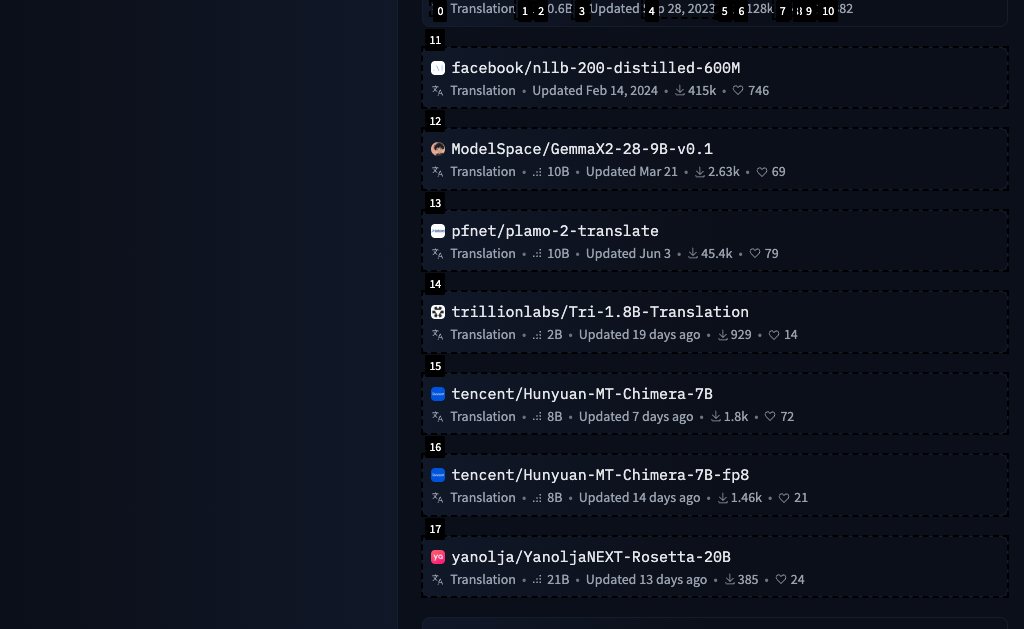 Translation • 0.6B • Updated Sep 28, 2023 • 128k • 82
0 1 2 3 4 5 6 7 8 9 10
11
facebook/nllb-200-distilled-600M
Translation • Updated Feb 14, 2024 • 415k • 746
12
ModelSpace/GemmaX2-28-9B-v0.1
Translation • 10B • Updated Mar 21 • 2.63k • 69
13
pfnet/plamo-2-translate
Translation • 10B • Updated Jun 3 • 45.4k • 79
14
trillionlabs/Tri-1.8B-Translation
Translation • 2B • Updated 19 days ago • 929 • 14
15
tencent/Hunyuan-MT-Chimera-7B
Translation • 8B • Updated 7 days ago • 1.8k • 72
16
tencent/Hunyuan-MT-Chimera-7B-fp8
Translation • 8B • Updated 14 days ago • 1.46k • 21
17
yanolja/YanoljaNEXT-Rosetta-20B
Translation • 21B • Updated 13 days ago • 385 • 24